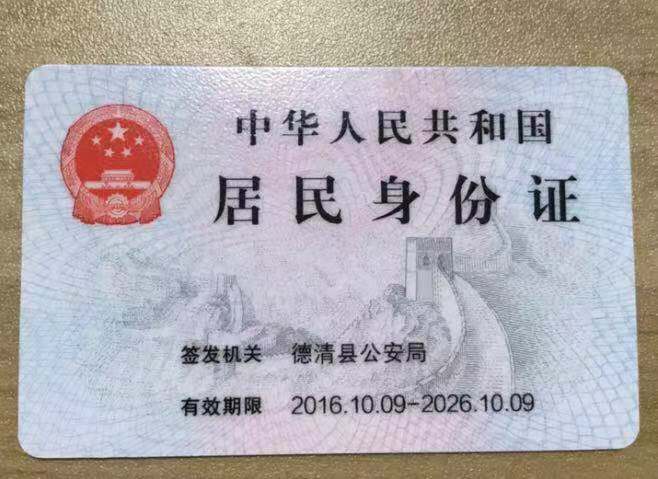 中华人民共和国
居民身份证
签发机关 德清县公安局
有效期限 2016.10.09-2026.10.09